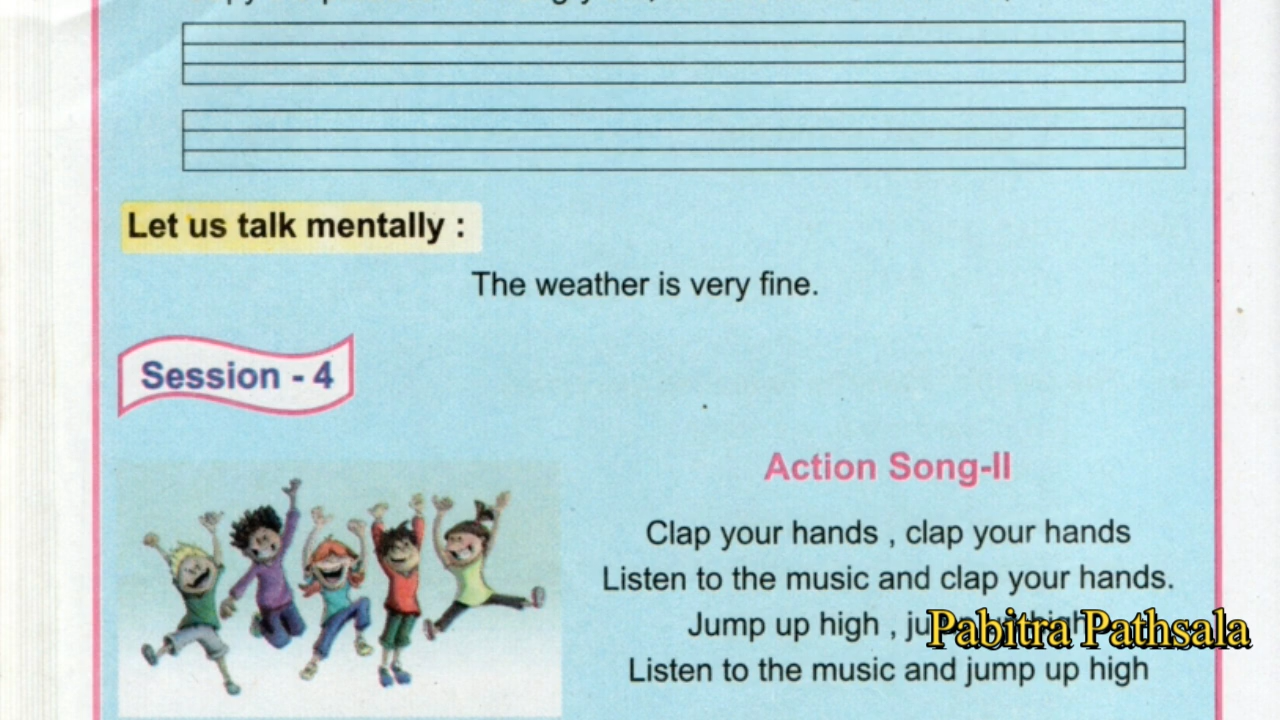 Let us talk mentally :
The weather is very fine.
Session - 4
Action Song-II
Clap your hands , clap your hands
Listen to the music and clap your hands.
Jump up high ,
Pabitra Pathsala
Listen to the music and jump up high